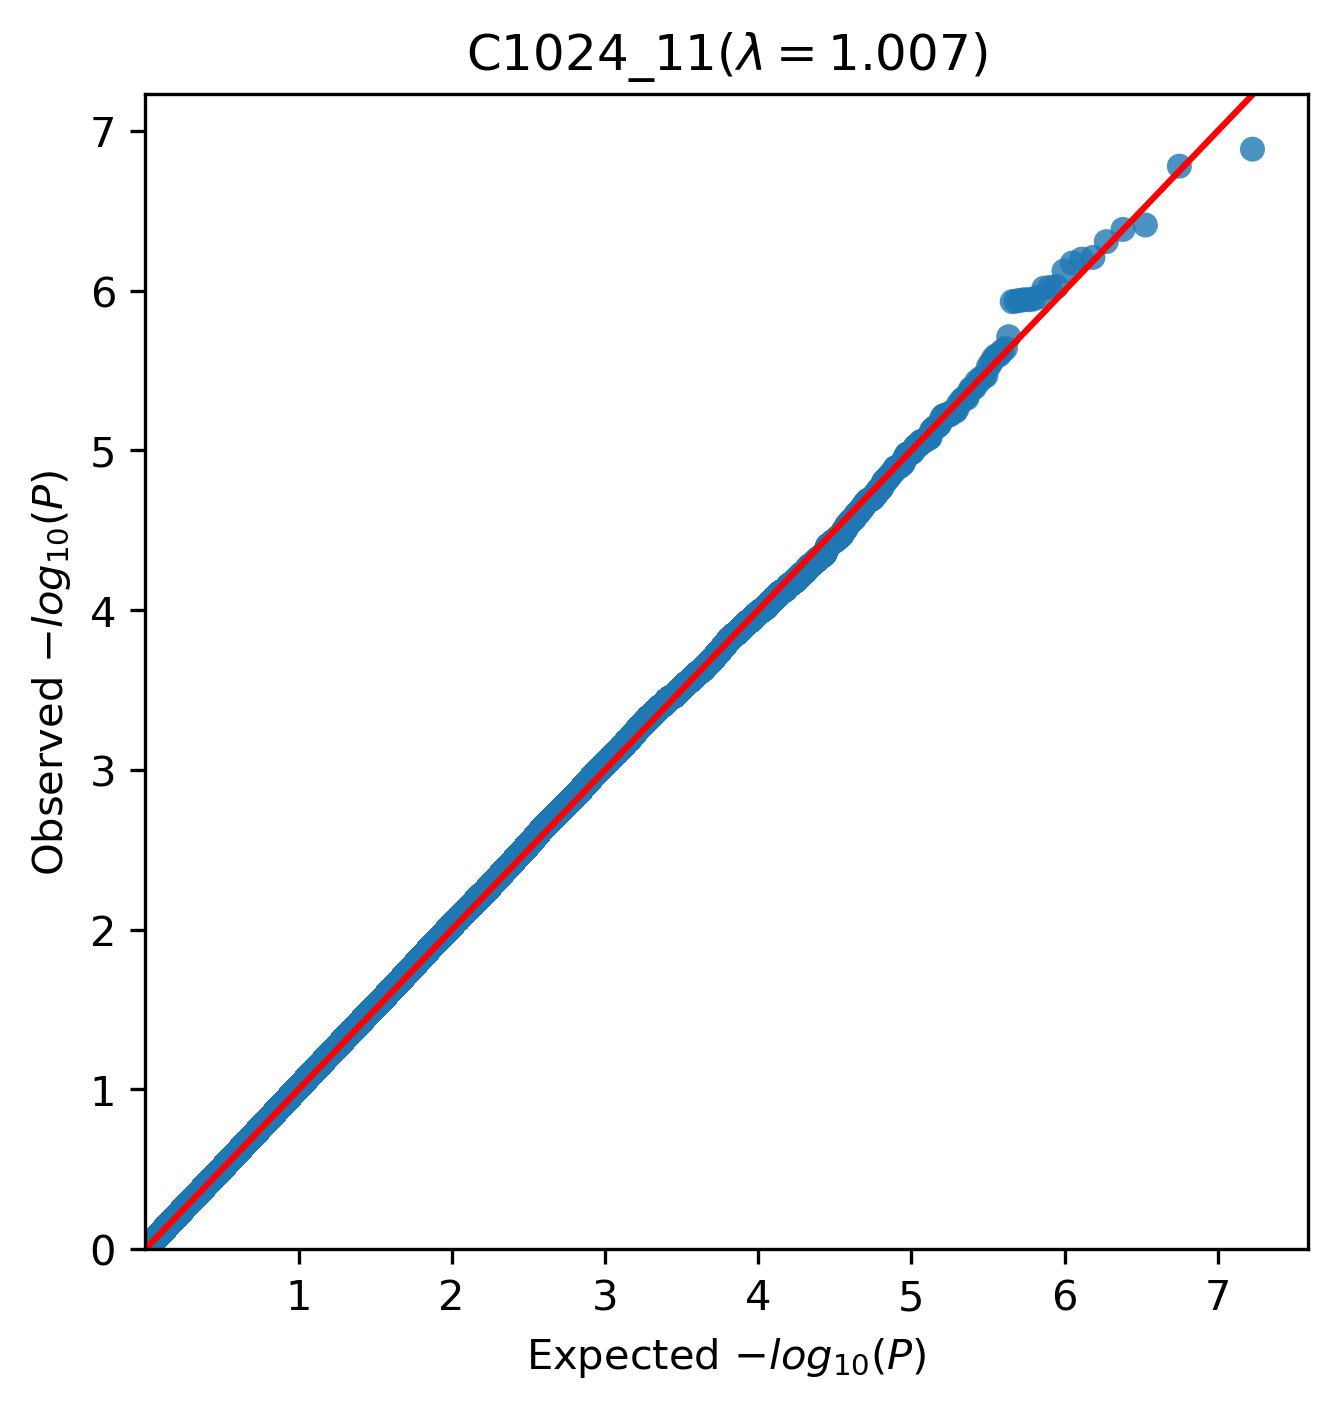 C1024_11(λ = 1.007)
Observed −log₁₀(P)
7
6
5
4
3
2
1
0
1 2 3 4 5 6 7
Expected −log₁₀(P)